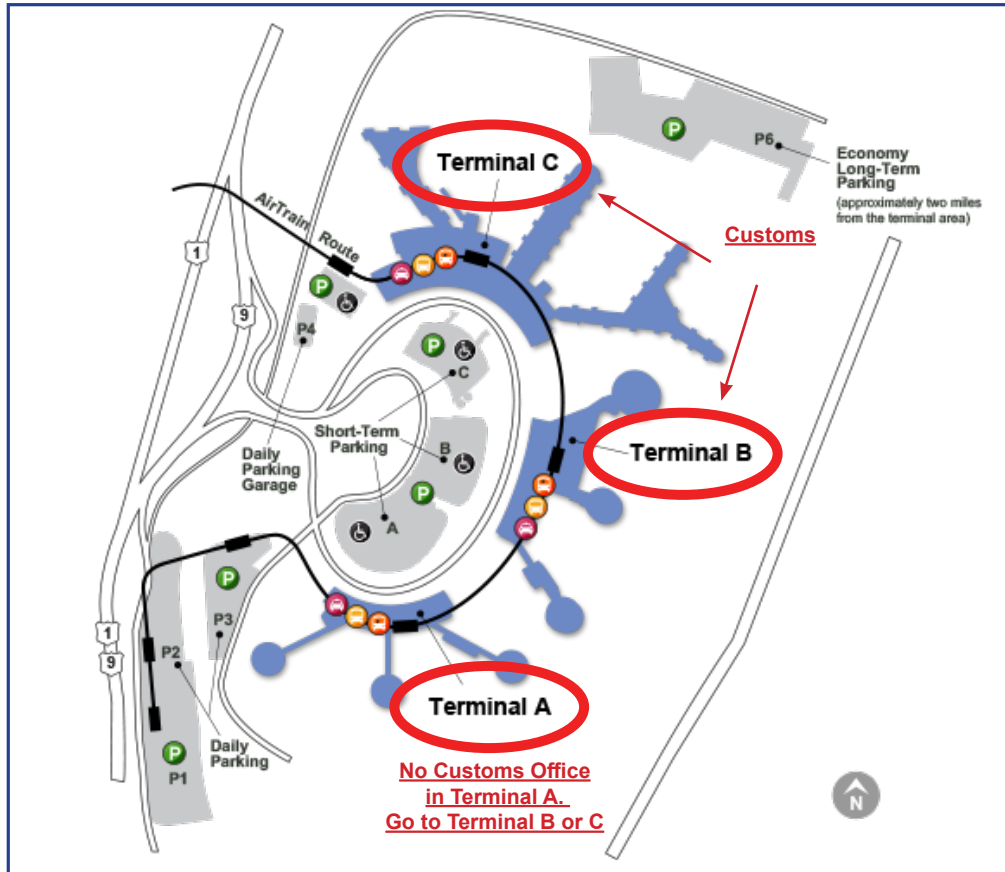 Terminal C
P
P6
Economy
Long-Term
Parking
(approximately two miles
from the terminal area)
AirTrain Route
Customs
1
9
P
P4
P
C
Short-Term
Parking
B
Terminal B
Daily
Parking
Garage
P
A
P
P3
1
9
P2
Terminal A
Daily
Parking
P
P1
No Customs Office
in Terminal A.
Go to Terminal B or C
N